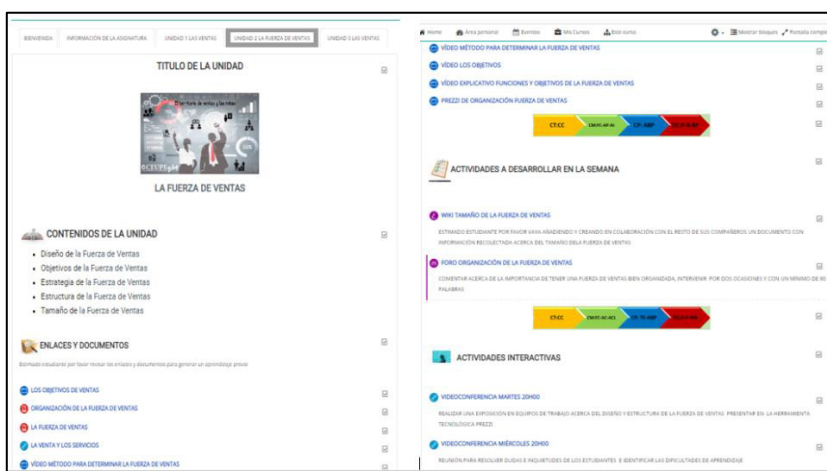 BIENVENIDA INFORMACIÓN DE LA ASIGNATURA UNIDAD 1 LAS VENTAS UNIDAD 2 LA FUERZA DE VENTAS UNIDAD 3 LAS VENTAS
TITULO DE LA UNIDAD
El territorio de ventas y las rutas
LA FUERZA DE VENTAS
CONTENIDOS DE LA UNIDAD
Diseño de la Fuerza de Ventas
Objetivos de la Fuerza de Ventas
Estrategia de la Fuerza de Ventas
Estructura de la Fuerza de Ventas
Tamaño de la Fuerza de Ventas
ENLACES Y DOCUMENTOS
Estimado estudiante por favor revisar los enlaces y documentos para generar un aprendizaje previo
LOS OBJETIVOS DE VENTAS
ORGANIZACIÓN DE LA FUERZA DE VENTAS
LA FUERZA DE VENTAS
LA VENTA Y LOS SERVICIOS
VÍDEO MÉTODO PARA DETERMINAR LA FUERZA DE VENTAS
Home Área personal Eventos Mis Cursos Este curso Mostrar bloques Pantalla comple
VÍDEO MÉTODO PARA DETERMINAR LA FUERZA DE VENTAS
VÍDEO LOS OBJETIVOS
VÍDEO EXPLICATIVO FUNCIONES Y OBJETIVOS DE LA FUERZA DE VENTAS
PREZZI DE ORGANIZACIÓN FUERZA DE VENTAS
CT:CC
ACTIVIDADES A DESARROLLAR EN LA SEMANA
WIKI TAMAÑO DE LA FUERZA DE VENTAS
ESTIMADO ESTUDIANTE POR FAVOR VAYA AÑADIENDO Y CREANDO EN COLABORACIÓN CON EL RESTO DE SUS COMPAÑEROS UN DOCUMENTO CON
INFORMACIÓN RECOLECTADA ACERCA DEL TAMAÑO DELA FUERZA DE VENTAS
FORO ORGANIZACIÓN DE LA FUERZA DE VENTAS
COMENTAR ACERCA DE LA IMPORTANCIA DE TENER UNA FUERZA DE VENTAS BIEN ORGANIZADA, INTERVENIR POR DOS OCASIONES Y CON UN MÍNIMO DE 80
PALABRAS
CT:CC
ACTIVIDADES INTERACTIVAS
VIDEOCONFERENCIA MARTES 20H00
REALIZAR UNA EXPOSICIÓN EN EQUIPOS DE TRABAJO ACERCA DEL DISEÑO Y ESTRUCTURA DE LA FUERZA DE VENTAS PRESENTAR EN LA HERRAMIENTA
TECNOLÓGICA PREZZI
VIDEOCONFERENCIA MIÉRCOLES 20H00
REUNIÓN PARA RESOLVER DUDAS E INQUIETUDES DE LOS ESTUDIANTES E IDENTIFICAR LAS DIFICULTADES DE APRENDIZAJE